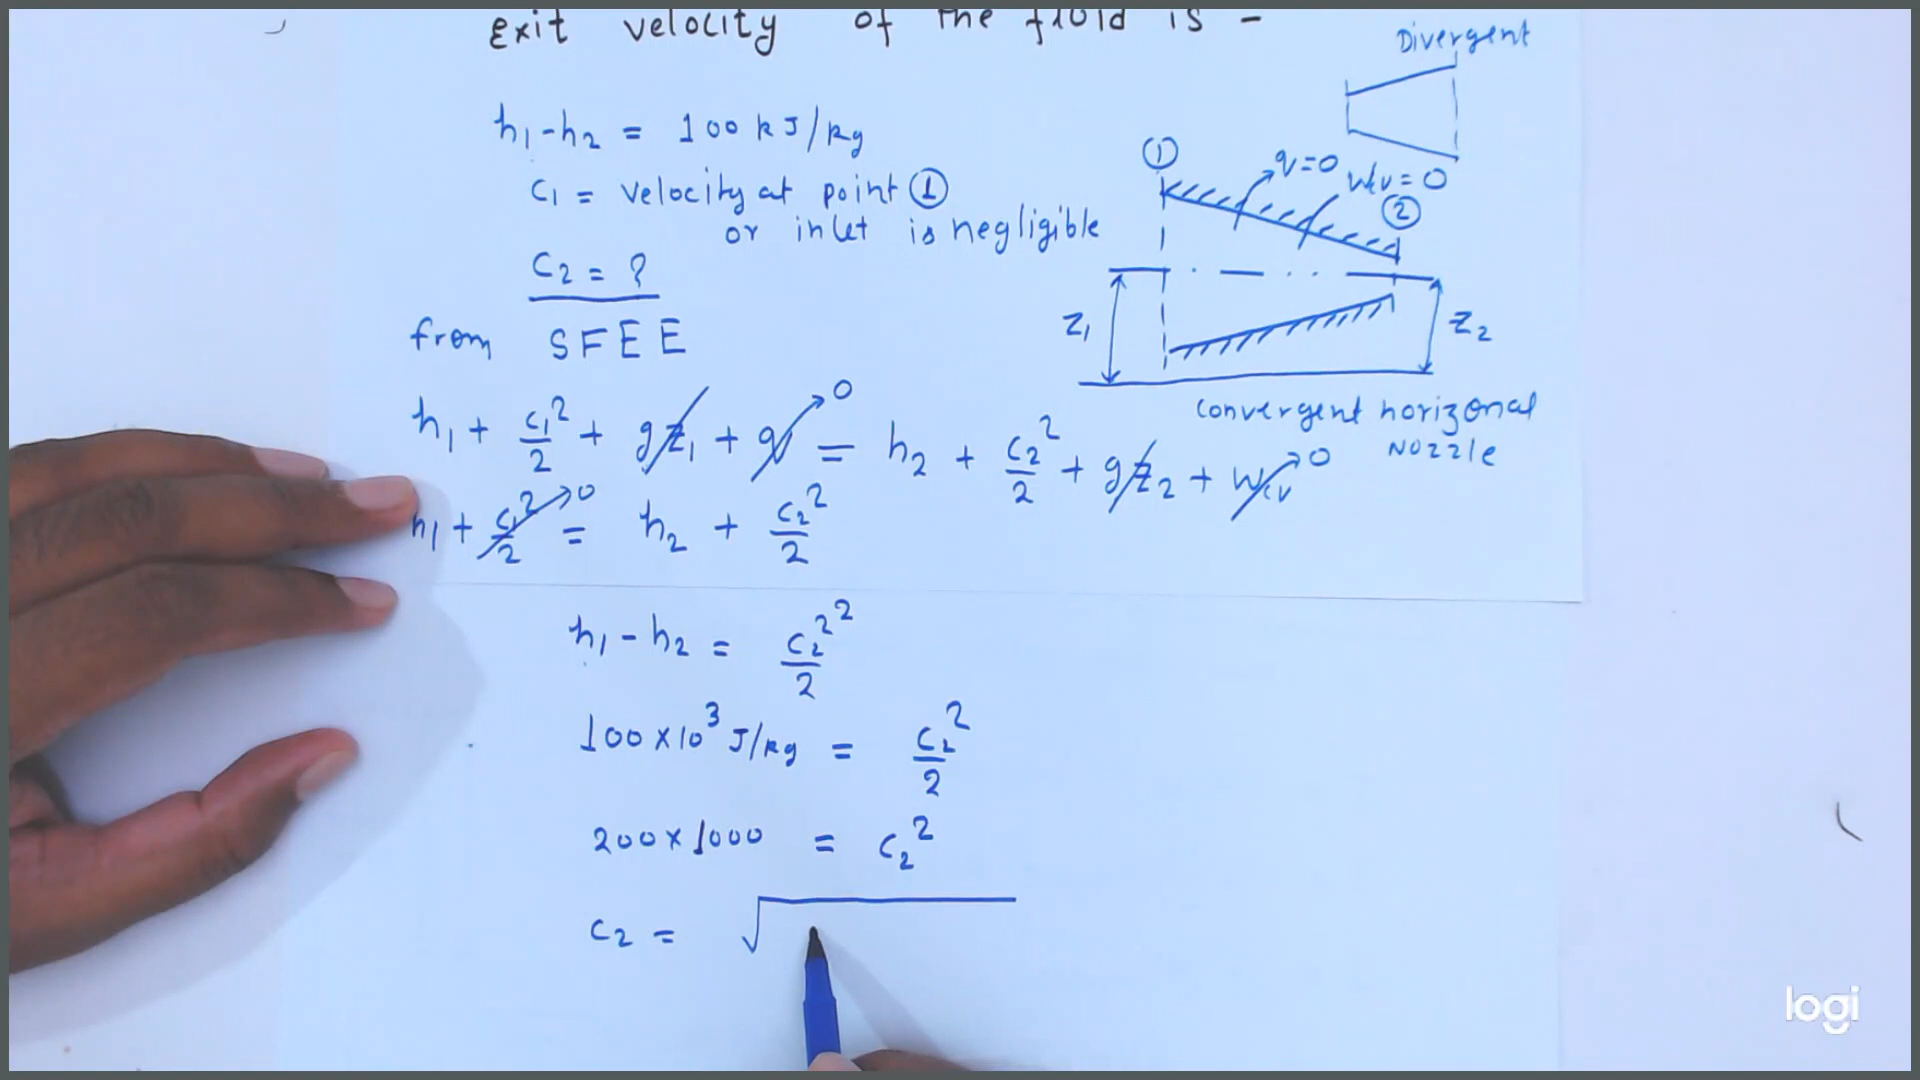 Exit velocity of the fluid is -
Divergent
h₁-h₂ = 100 kJ/kg
C₁ = velocity at point ①
or inlet is negligible
C₂ = ?
①
q=0
Wcv=0
②
Z₁
Z₂
convergent horizonal
Nozzle
from SFEE
h₁ + C₁²/2 + gz₁ + q → 0 = h₂ + C₂²/2 + gz₂ + Wcv → 0
h₁ + C₁²/2 → 0 = h₂ + C₂²/2
h₁ - h₂ = C₂²/2
100×10³ J/kg = C₂²/2
200×1000 = C₂²
C₂ = √
logi